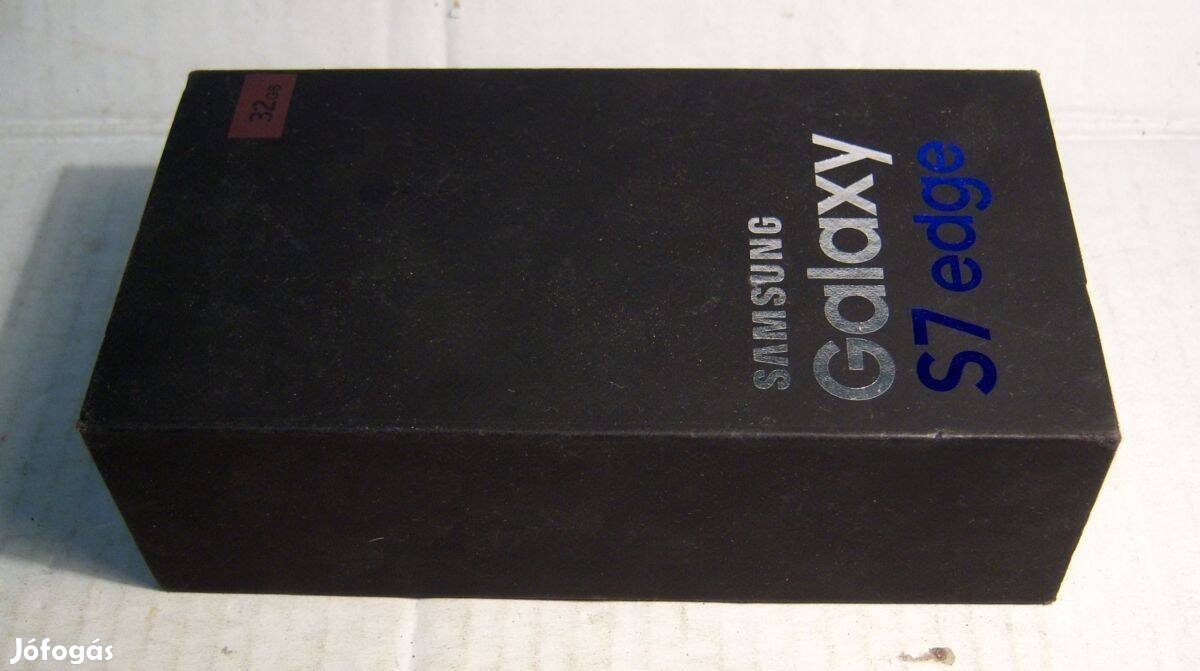 32GB
SAMSUNG
Galaxy
S7 edge
Jófogás